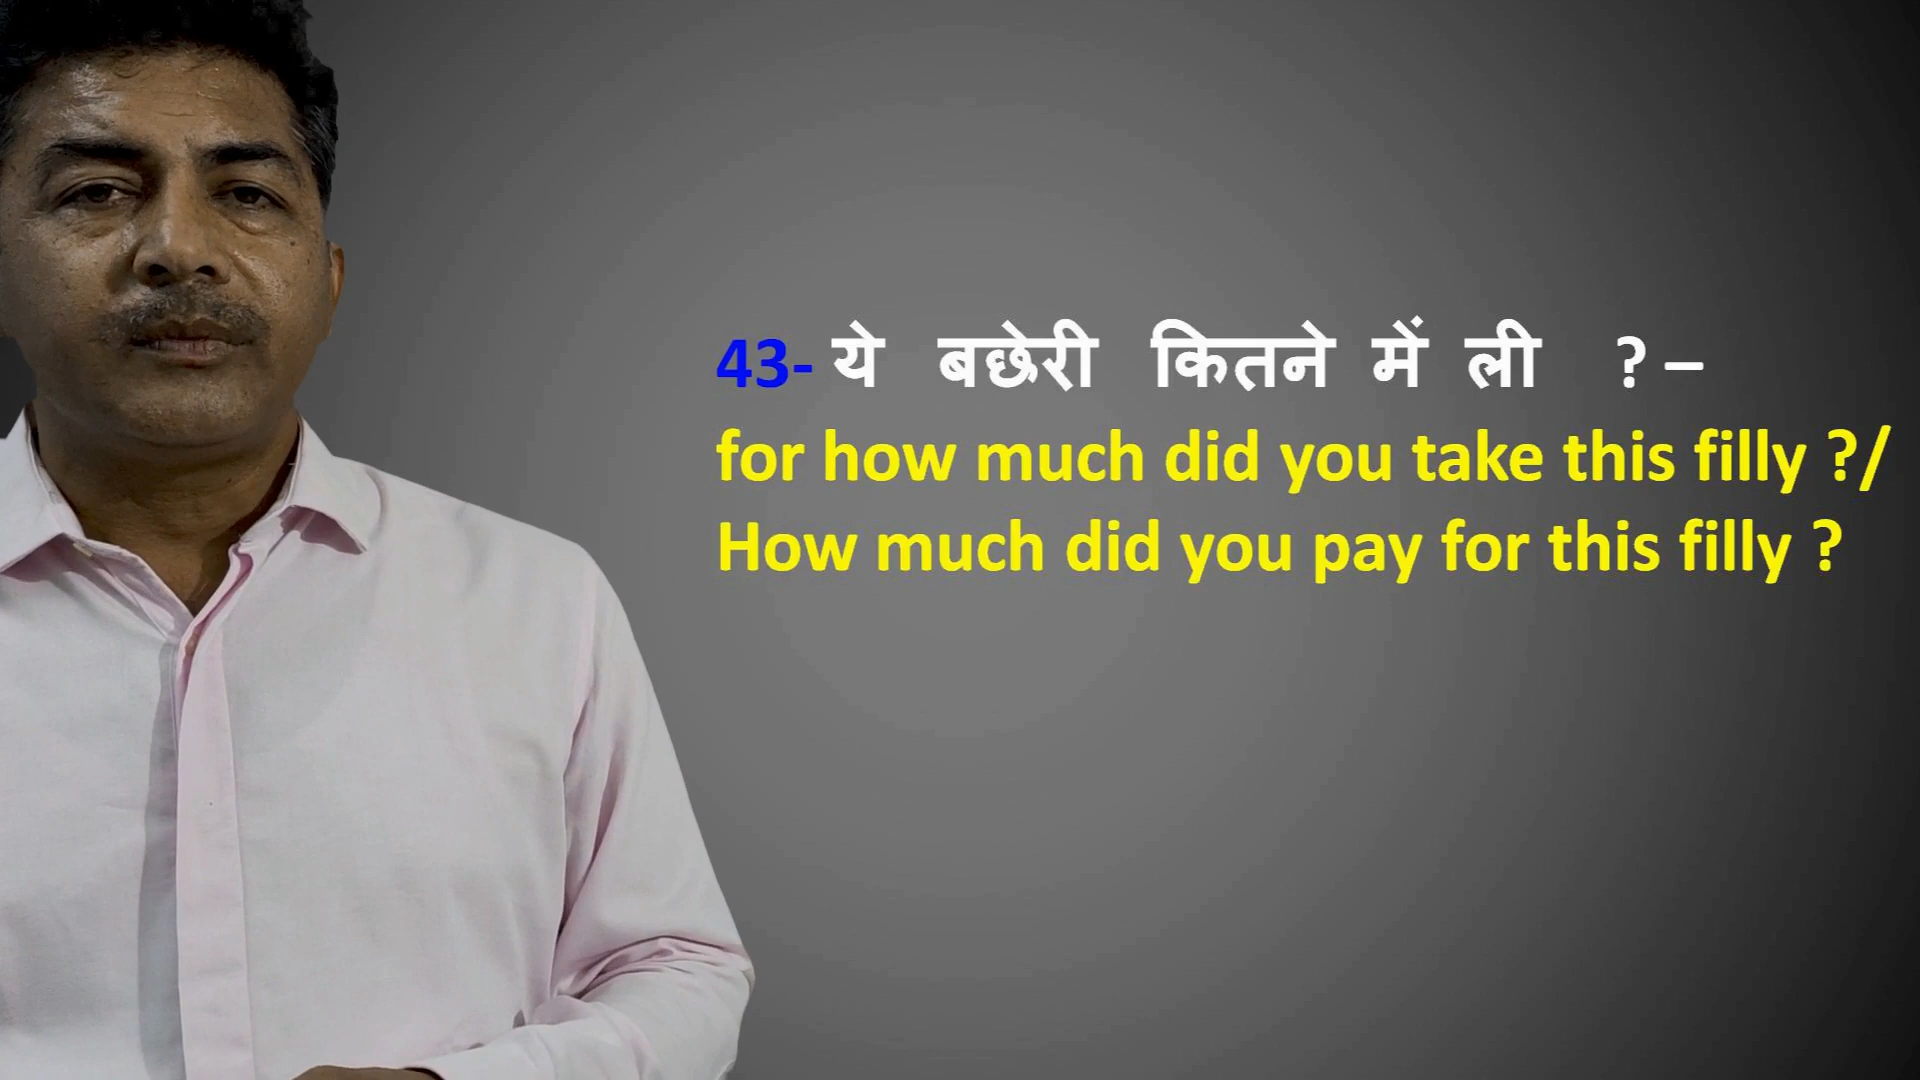 43- ये बछेरी कितने में ली ? –
for how much did you take this filly ?/
How much did you pay for this filly ?